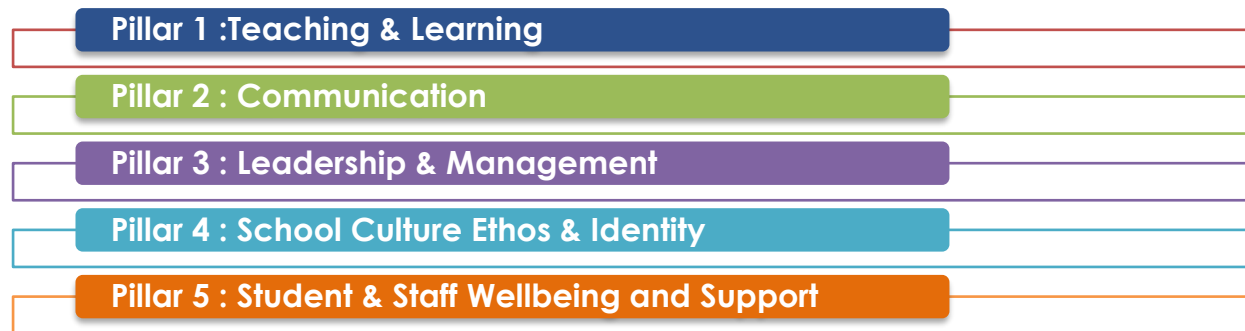 Pillar 1 :Teaching & Learning
Pillar 2 : Communication
Pillar 3 : Leadership & Management
Pillar 4 : School Culture Ethos & Identity
Pillar 5 : Student & Staff Wellbeing and Support